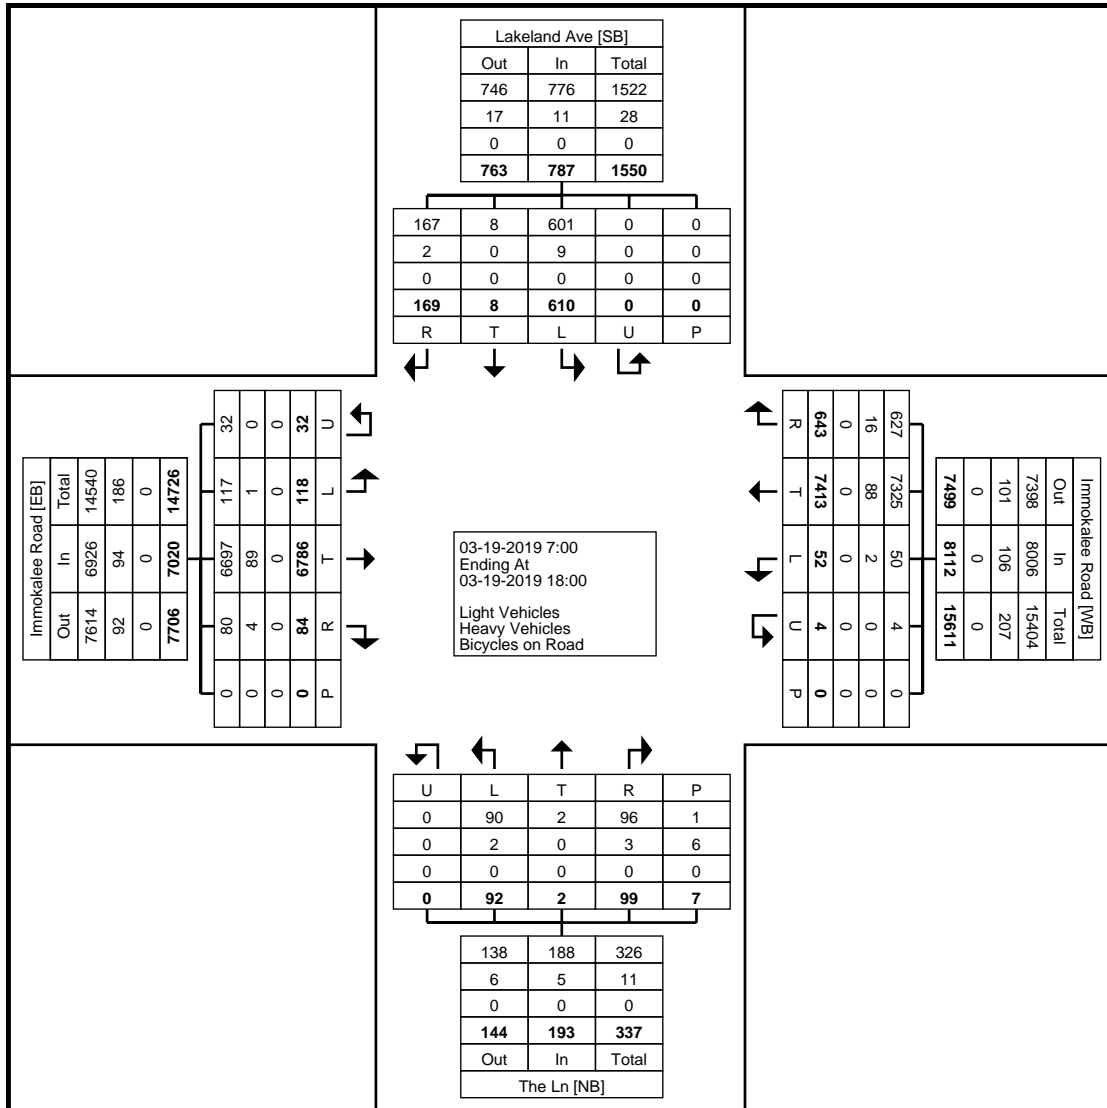 Lakeland Ave [SB]
Out In Total
746 776 1522
17 11 28
0 0 0
763 787 1550
167 8 601 0 0
2 0 9 0 0
0 0 0 0 0
169 8 610 0 0
R T L U P
Immokalee Road [EB]
Total In Out
14540 6926 7614
186 94 92
0 0 0
14726 7020 7706
32 117 6697 80 0
0 1 89 4 0
0 0 0 0 0
32 118 6786 84 0
U L T R P
03-19-2019 7:00
Ending At
03-19-2019 18:00
Light Vehicles
Heavy Vehicles
Bicycles on Road
Immokalee Road [WB]
Out In Total
7398 8006 15404
101 106 207
0 0 0
7499 8112 15611
627 7325 50 4 0
16 88 2 0 0
0 0 0 0 0
643 7413 52 4 0
R T L U P
U L T R P
0 90 2 96 1
0 2 0 3 6
0 0 0 0 0
0 92 2 99 7
138 188 326
6 5 11
0 0 0
144 193 337
Out In Total
The Ln [NB]